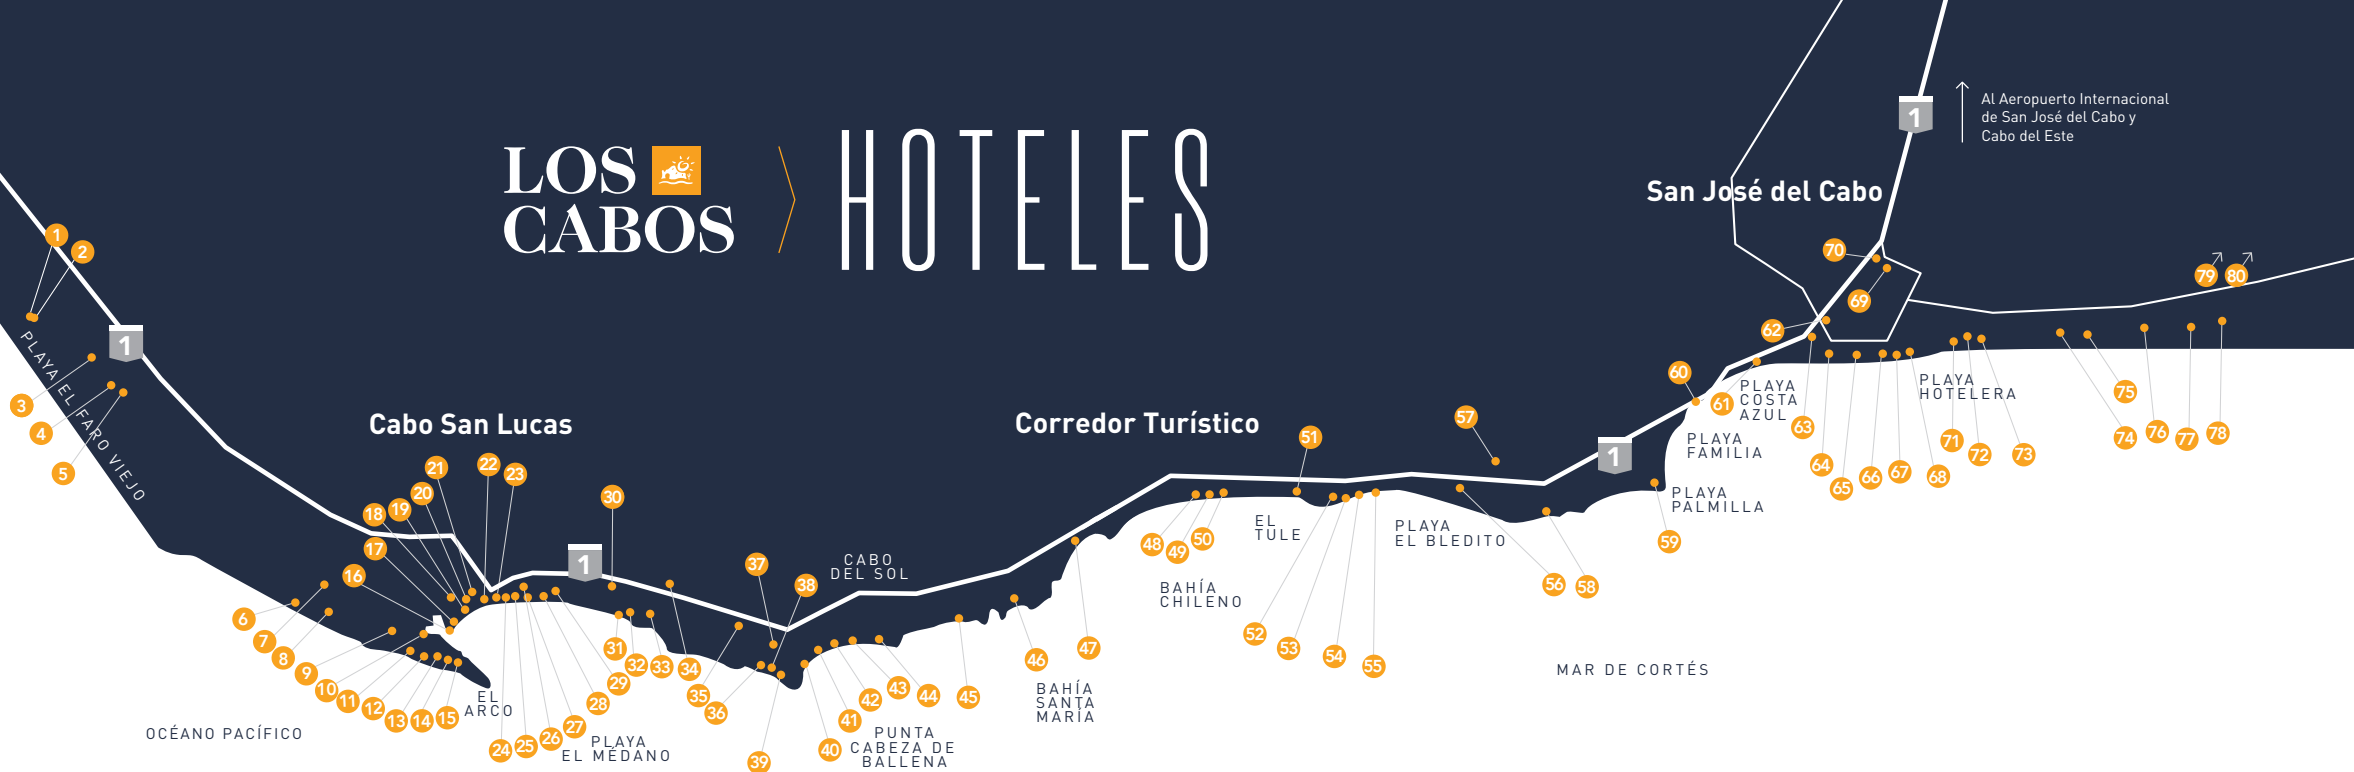 LOS
CABOS
HOTELES
1
Al Aeropuerto Internacional
de San José del Cabo y
Cabo del Este
San José del Cabo
70
69
62
79
80
1
2
1
PLAYA EL FARO VIEJO
3
4
5
Cabo San Lucas
Corredor Turístico
60
61
PLAYA
COSTA
AZUL
PLAYA
HOTELERA
63
64
65
66
67
68
71
72
73
74
75
76
77
78
57
51
1
PLAYA
FAMILIA
PLAYA
PALMILLA
59
21
22
23
20
19
18
17
16
30
1
37
38
CABO
DEL SOL
48
49
50
EL
TULE
PLAYA
EL BLEDITO
BAHÍA
CHILENO
56
58
52
53
54
55
6
7
8
9
10
11
12
13
14
15
EL
ARCO
31
32
33
34
35
36
29
28
27
26
25
24
PLAYA
EL MÉDANO
39
40
41
42
43
44
45
46
47
PUNTA
CABEZA DE
BALLENA
BAHÍA
SANTA
MARÍA
MAR DE CORTÉS
OCÉANO PACÍFICO